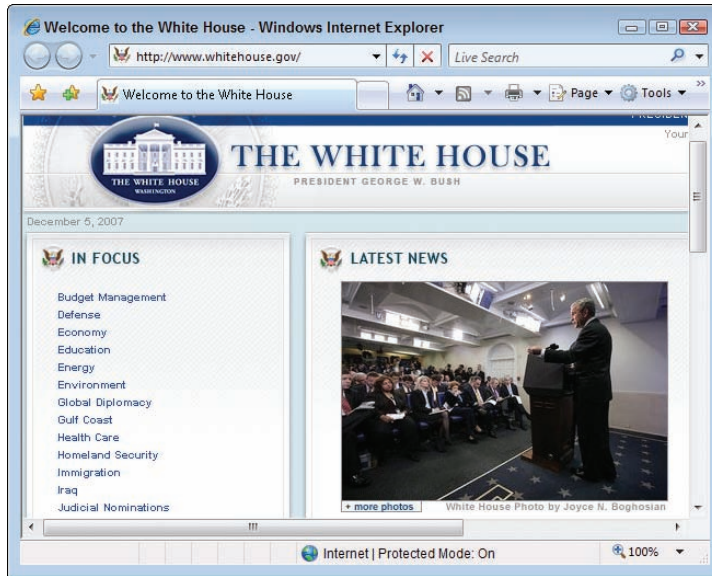 Welcome to the White House - Windows Internet Explorer
http://www.whitehouse.gov/
Live Search
Welcome to the White House
Page
Tools
Your
THE WHITE HOUSE
WASHINGTON
THE WHITE HOUSE
PRESIDENT GEORGE W. BUSH
December 5, 2007
IN FOCUS
Budget Management
Defense
Economy
Education
Energy
Environment
Global Diplomacy
Gulf Coast
Health Care
Homeland Security
Immigration
Iraq
Judicial Nominations
LATEST NEWS
+ more photos
White House Photo by Joyce N. Boghosian
Internet | Protected Mode: On
100%